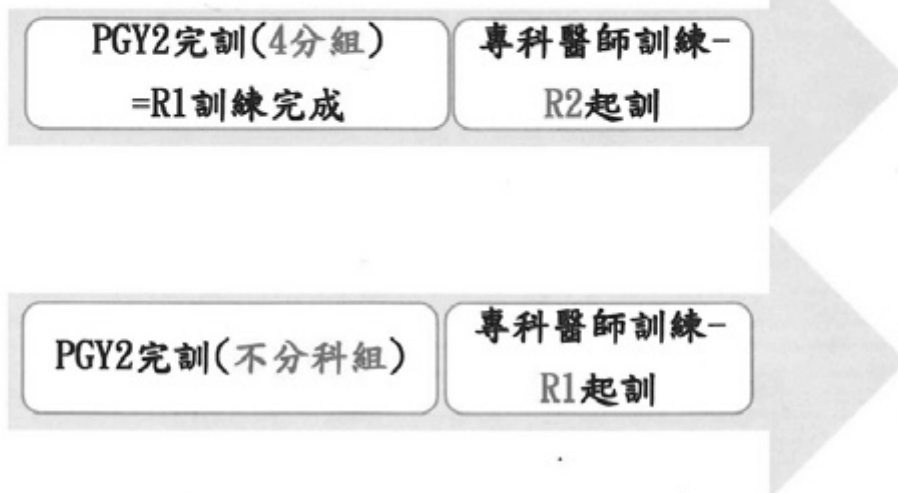 PGY2完訓(4分組)
=R1訓練完成
專科醫師訓練-
R2起訓
PGY2完訓(不分科組)
專科醫師訓練-
R1起訓